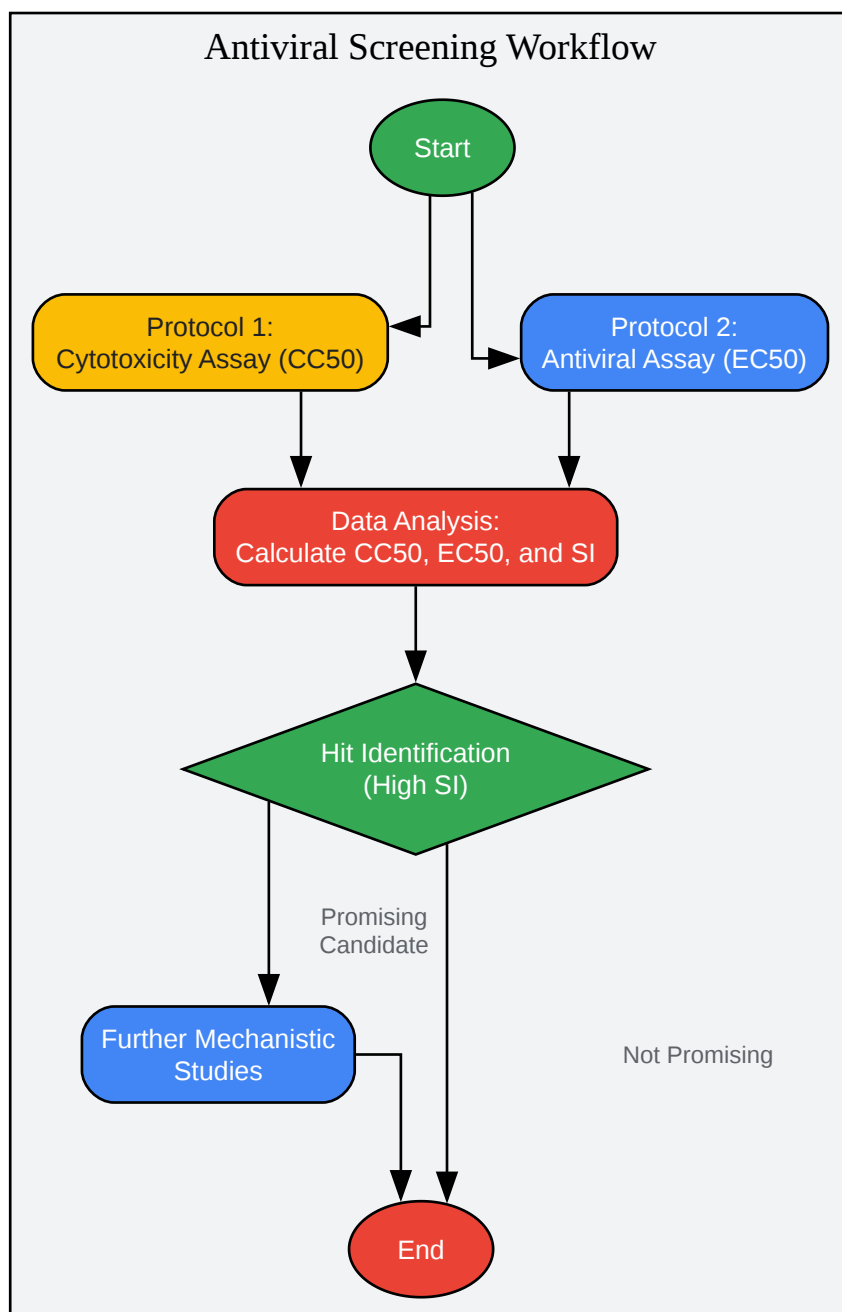 Antiviral Screening Workflow
Start
Protocol 1:
Cytotoxicity Assay (CC50)
Protocol 2:
Antiviral Assay (EC50)
Data Analysis:
Calculate CC50, EC50, and SI
Hit Identification
(High SI)
Promising
Candidate
Further Mechanistic
Studies
Not Promising
End